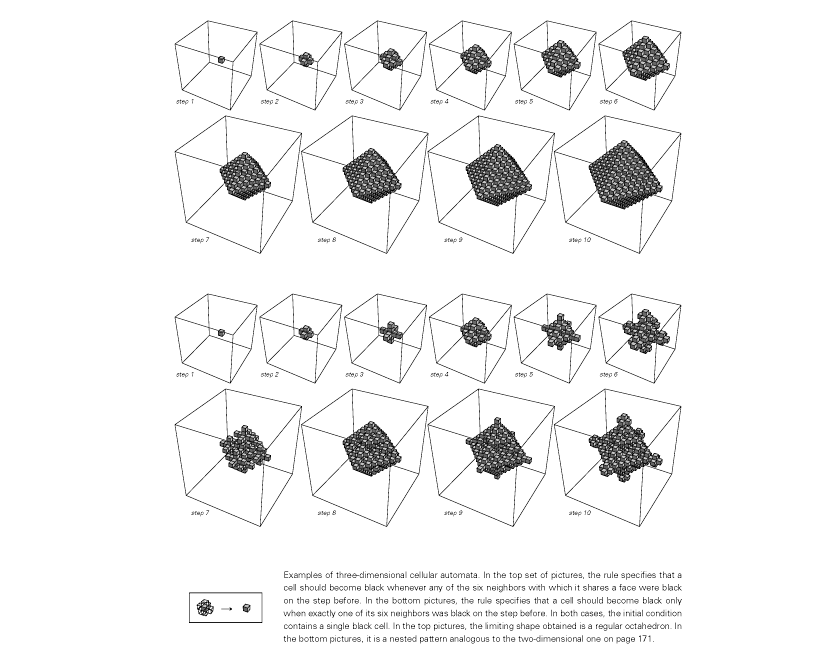 step 1
step 2
step 3
step 4
step 5
step 6
step 7
step 8
step 9
step 10
step 1
step 2
step 3
step 4
step 5
step 6
step 7
step 8
step 9
step 10
Examples of three-dimensional cellular automata. In the top set of pictures, the rule specifies that a
cell should become black whenever any of the six neighbors with which it shares a face were black
on the step before. In the bottom pictures, the rule specifies that a cell should become black only
when exactly one of its six neighbors was black on the step before. In both cases, the initial condition
contains a single black cell. In the top pictures, the limiting shape obtained is a regular octahedron. In
the bottom pictures, it is a nested pattern analogous to the two-dimensional one on page 171.